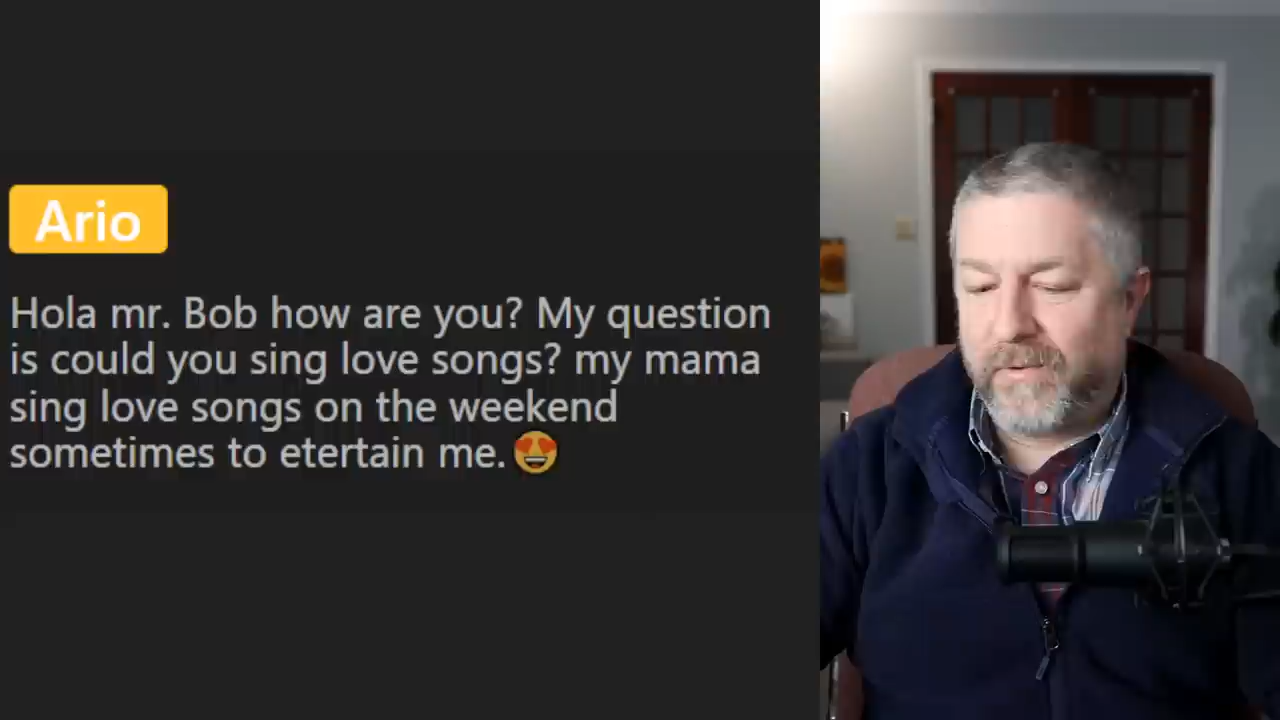 Ario
Hola mr. Bob how are you? My question
is could you sing love songs? my mama
sing love songs on the weekend
sometimes to etertain me.😍